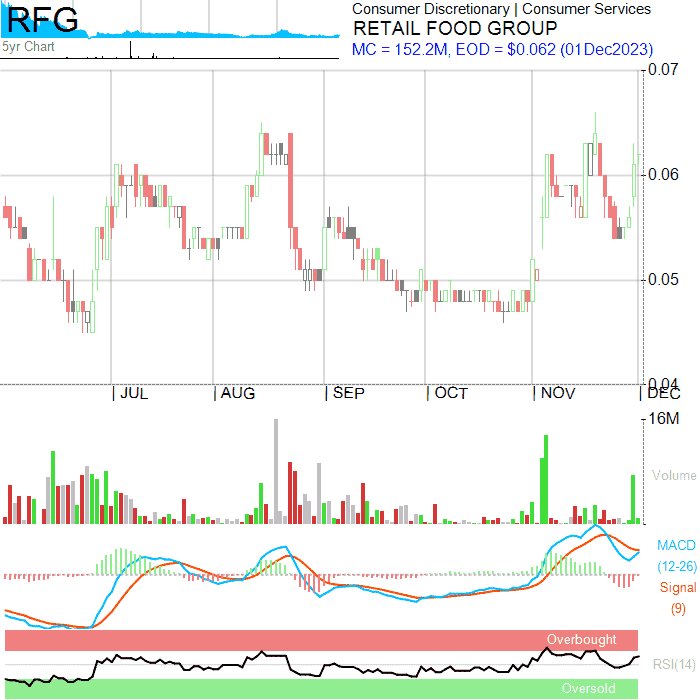 RFG
5yr Chart
Consumer Discretionary | Consumer Services
RETAIL FOOD GROUP
MC = 152.2M, EOD = $0.062 (01Dec2023)
0.07
0.06
0.05
0.04
| JUL | AUG | SEP | OCT | NOV | DEC
16M
Volume
MACD
(12-26)
Signal
(9)
Overbought
RSI(14)
Oversold